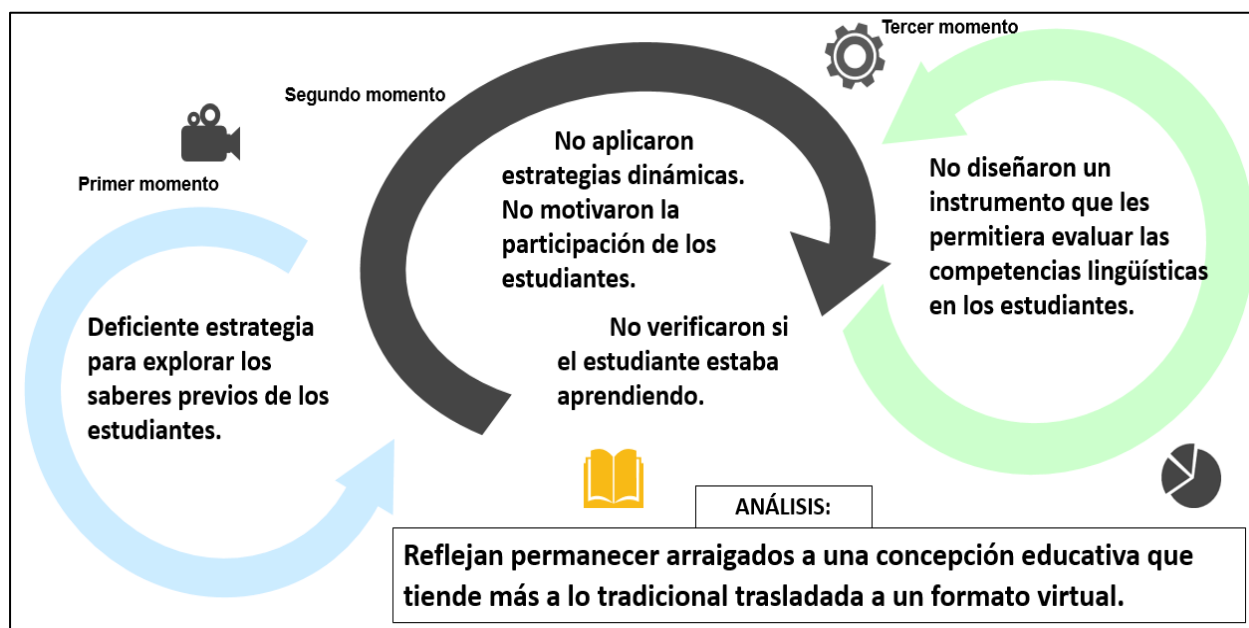 Primer momento
Deficiente estrategia
para explorar los
saberes previos de los
estudiantes.
Segundo momento
No aplicaron
estrategias dinámicas.
No motivaron la
participación de los
estudiantes.
No verificaron si
el estudiante estaba
aprendiendo.
Tercer momento
No diseñaron un
instrumento que les
permitiera evaluar las
competencias lingüísticas
en los estudiantes.
ANÁLISIS:
Reflejan permanecer arraigados a una concepción educativa que
tiende más a lo tradicional trasladada a un formato virtual.